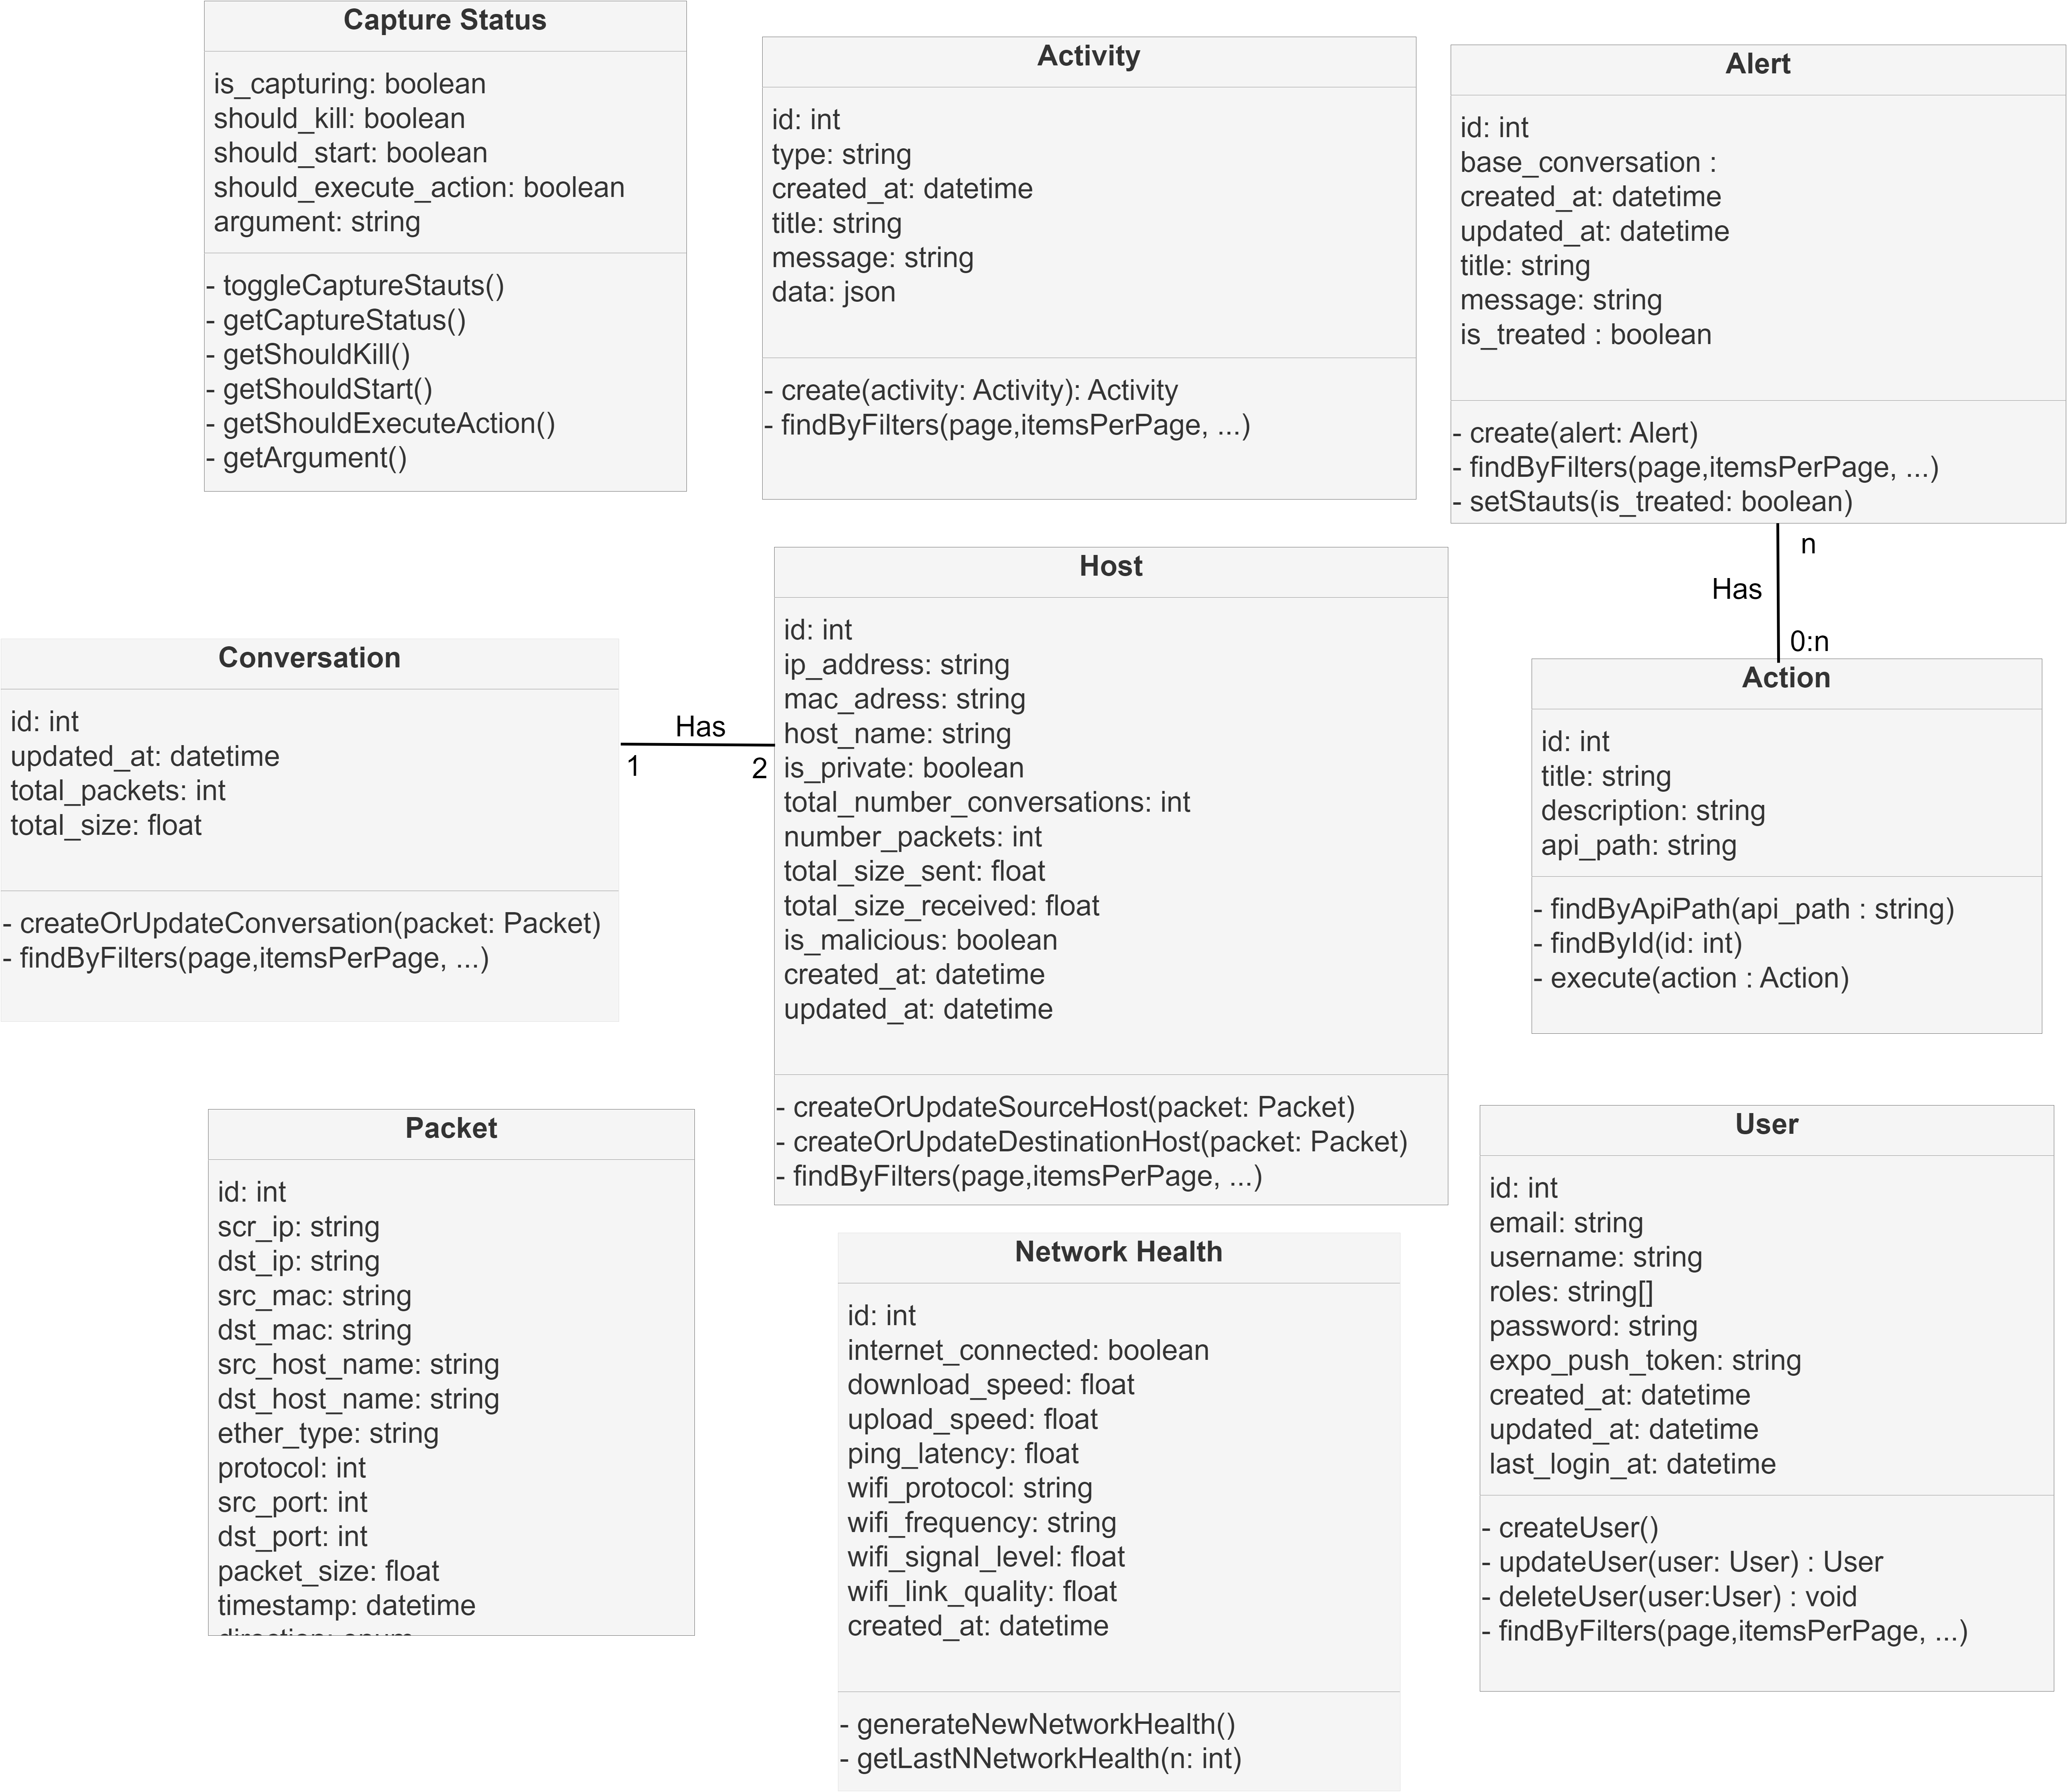 Capture Status
is_capturing: boolean
should_kill: boolean
should_start: boolean
should_execute_action: boolean
argument: string
- toggleCaptureStauts()
- getCaptureStatus()
- getShouldKill()
- getShouldStart()
- getShouldExecuteAction()
- getArgument()
Activity
id: int
type: string
created_at: datetime
title: string
message: string
data: json
- create(activity: Activity): Activity
- findByFilters(page,itemsPerPage, ...)
Alert
id: int
base_conversation :
created_at: datetime
updated_at: datetime
title: string
message: string
is_treated : boolean
- create(alert: Alert)
- findByFilters(page,itemsPerPage, ...)
- setStauts(is_treated: boolean)
n
Has
0:n
Conversation
id: int
updated_at: datetime
total_packets: int
total_size: float
- createOrUpdateConversation(packet: Packet)
- findByFilters(page,itemsPerPage, ...)
Has
1
2
Host
id: int
ip_address: string
mac_adress: string
host_name: string
is_private: boolean
total_number_conversations: int
number_packets: int
total_size_sent: float
total_size_received: float
is_malicious: boolean
created_at: datetime
updated_at: datetime
- createOrUpdateSourceHost(packet: Packet)
- createOrUpdateDestinationHost(packet: Packet)
- findByFilters(page,itemsPerPage, ...)
Action
id: int
title: string
description: string
api_path: string
- findByApiPath(api_path : string)
- findById(id: int)
- execute(action : Action)
Packet
id: int
scr_ip: string
dst_ip: string
src_mac: string
dst_mac: string
src_host_name: string
dst_host_name: string
ether_type: string
protocol: int
src_port: int
dst_port: int
packet_size: float
timestamp: datetime
Network Health
id: int
internet_connected: boolean
download_speed: float
upload_speed: float
ping_latency: float
wifi_protocol: string
wifi_frequency: string
wifi_signal_level: float
wifi_link_quality: float
created_at: datetime
- generateNewNetworkHealth()
- getLastNNetworkHealth(n: int)
User
id: int
email: string
username: string
roles: string[]
password: string
expo_push_token: string
created_at: datetime
updated_at: datetime
last_login_at: datetime
- createUser()
- updateUser(user: User) : User
- deleteUser(user:User) : void
- findByFilters(page,itemsPerPage, ...)